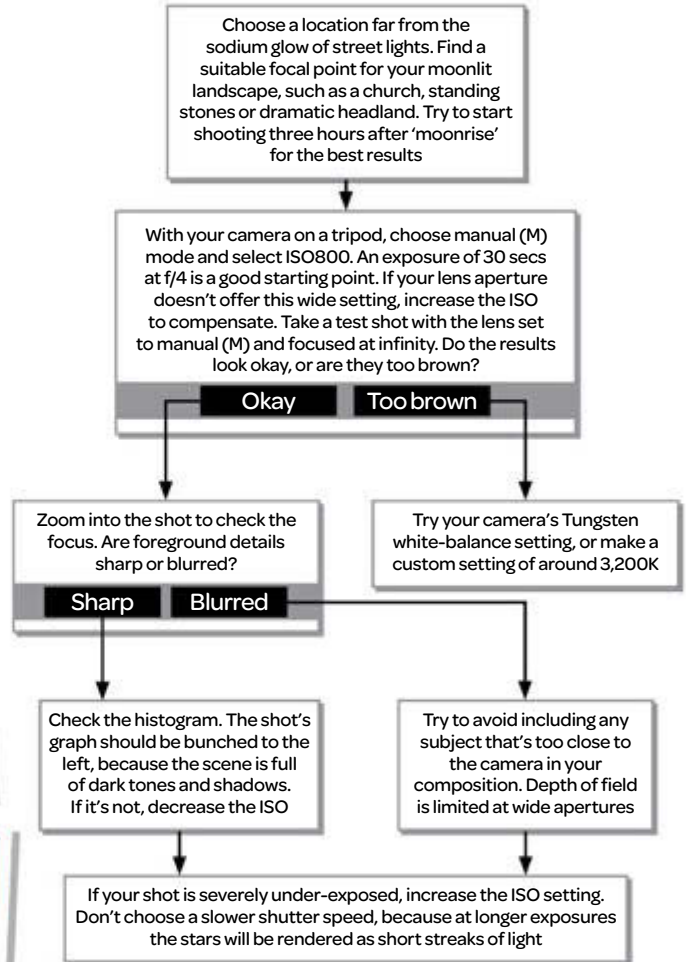 Choose a location far from the
sodium glow of street lights. Find a
suitable focal point for your moonlit
landscape, such as a church, standing
stones or dramatic headland. Try to start
shooting three hours after ‘moonrise’
for the best results
With your camera on a tripod, choose manual (M)
mode and select ISO800. An exposure of 30 secs
at f/4 is a good starting point. If your lens aperture
doesn’t offer this wide setting, increase the ISO
to compensate. Take a test shot with the lens set
to manual (M) and focused at infinity. Do the results
look okay, or are they too brown?
Okay
Too brown
Zoom into the shot to check the
focus. Are foreground details
sharp or blurred?
Sharp
Blurred
Try your camera’s Tungsten
white-balance setting, or make a
custom setting of around 3,200K
Check the histogram. The shot’s
graph should be bunched to the
left, because the scene is full
of dark tones and shadows.
If it’s not, decrease the ISO
Try to avoid including any
subject that’s too close to
the camera in your
composition. Depth of field
is limited at wide apertures
If your shot is severely under-exposed, increase the ISO setting.
Don’t choose a slower shutter speed, because at longer exposures
the stars will be rendered as short streaks of light